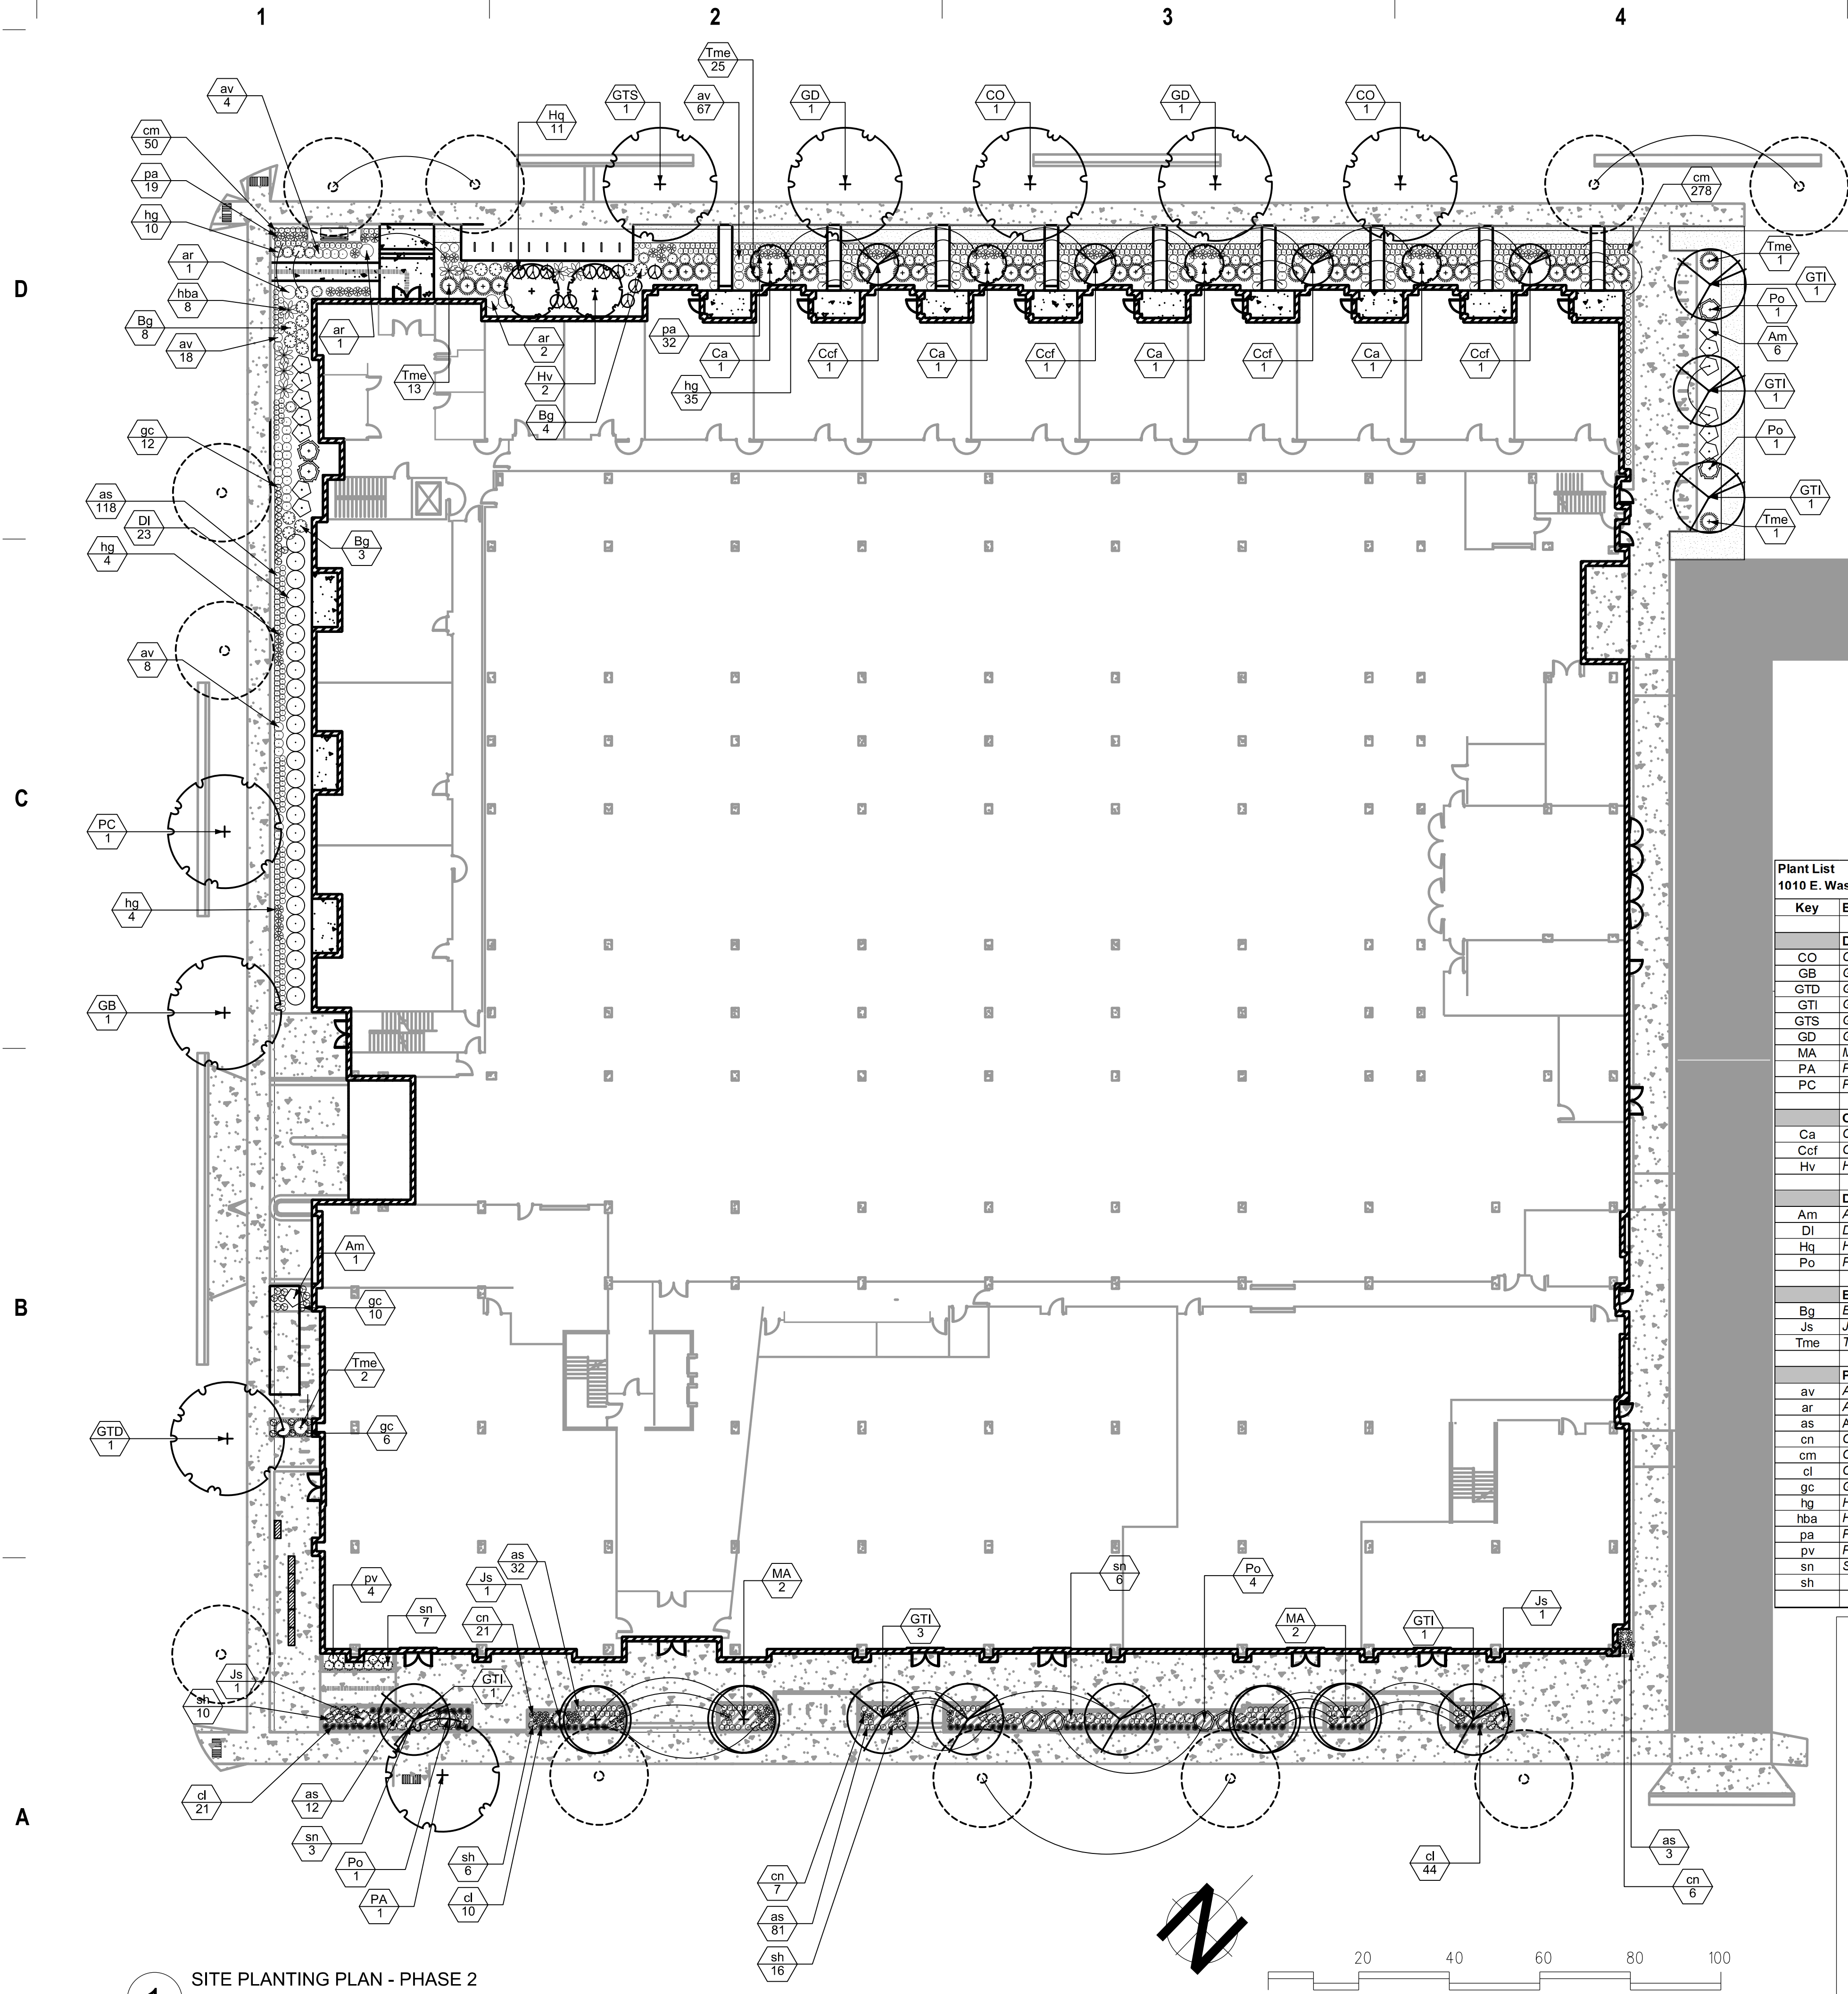 1 2 3 4
Tme
25
av
4
GTS
1
av
67
GD
1
CO
1
GD
1
CO
1
Hq
11
cm
50
pa
19
cm
278
hg
10
ar
1
Tme
1
GTI
1
D
D
hba
8
Po
1
Bg
8
ar
1
av
18
ar
2
pa
32
Am
6
Ca
1
Ccf
1
Ca
1
Ccf
1
Ca
1
Ccf
1
Ca
1
Ccf
1
Tme
13
Hv
2
hg
35
GTI
1
Bg
4
gc
12
Po
1
as
118
GTI
1
DI
23
Tme
1
Bg
3
hg
4
av
8
C
C
PC
1
hg
4
GB
1
Plant List
1010 E. Was
Key
CO
GB
GTD
GTI
GTS
GD
MA
PA
PC
Ca
Ccf
Hv
Am
DI
Hq
Po
Bg
Js
Tme
av
ar
as
cn
cm
cl
gc
hg
hba
pa
pv
sn
sh
Am
1
B
gc
10
Tme
2
GTD
1
gc
6
as
32
pv
4
Js
1
MA
2
sn
6
Po
4
sn
7
cn
21
GTI
3
MA
2
GTI
1
Js
1
Js
1
GTI
1
sh
10
A
cl
21
as
12
sn
3
Po
1
PA
1
sh
6
cl
10
cn
7
as
81
sh
16
cl
44
as
3
cn
6
N
20 40 60 80 100
1 SITE PLANTING PLAN - PHASE 2